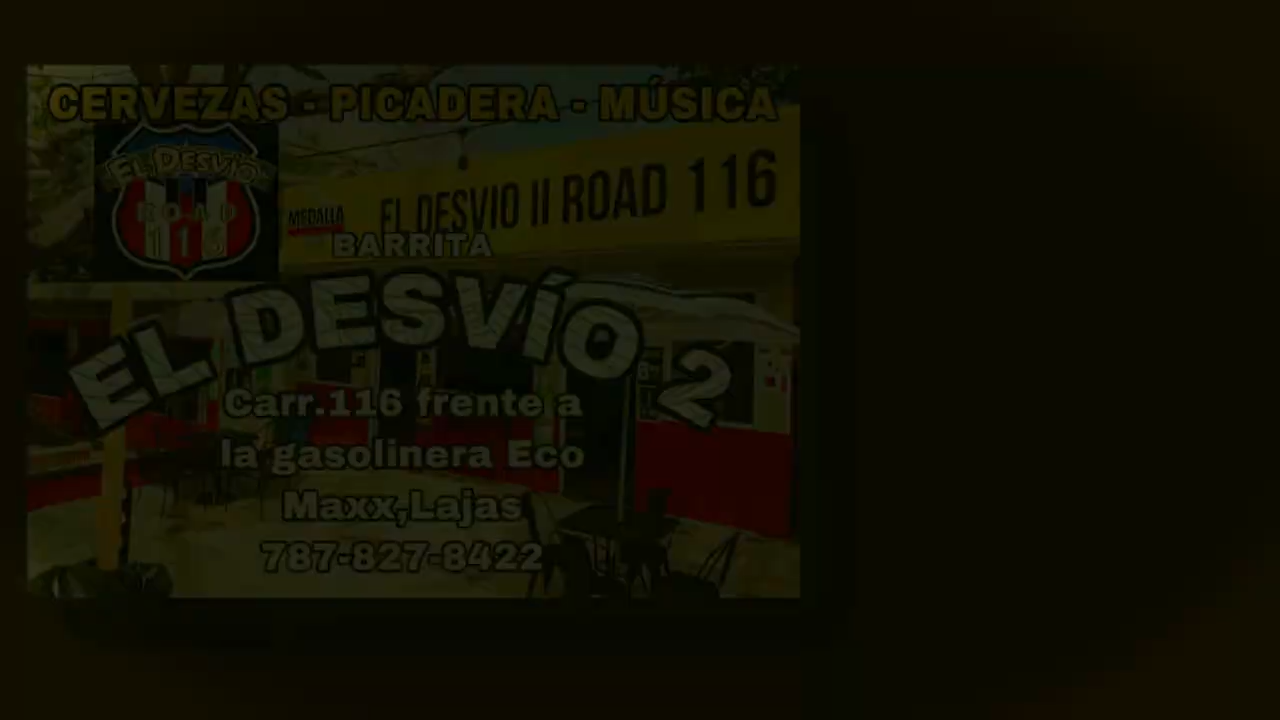 CERVEZAS - PICADERA - MÚSICA
EL DESVIO
ROAD
116
MEDALLA
EL DESVIO II ROAD 116
BARRITA
EL DESVÍO 2
Carr.116 frente a
la gasolinera Eco
Maxx,Lajas
787-827-8422